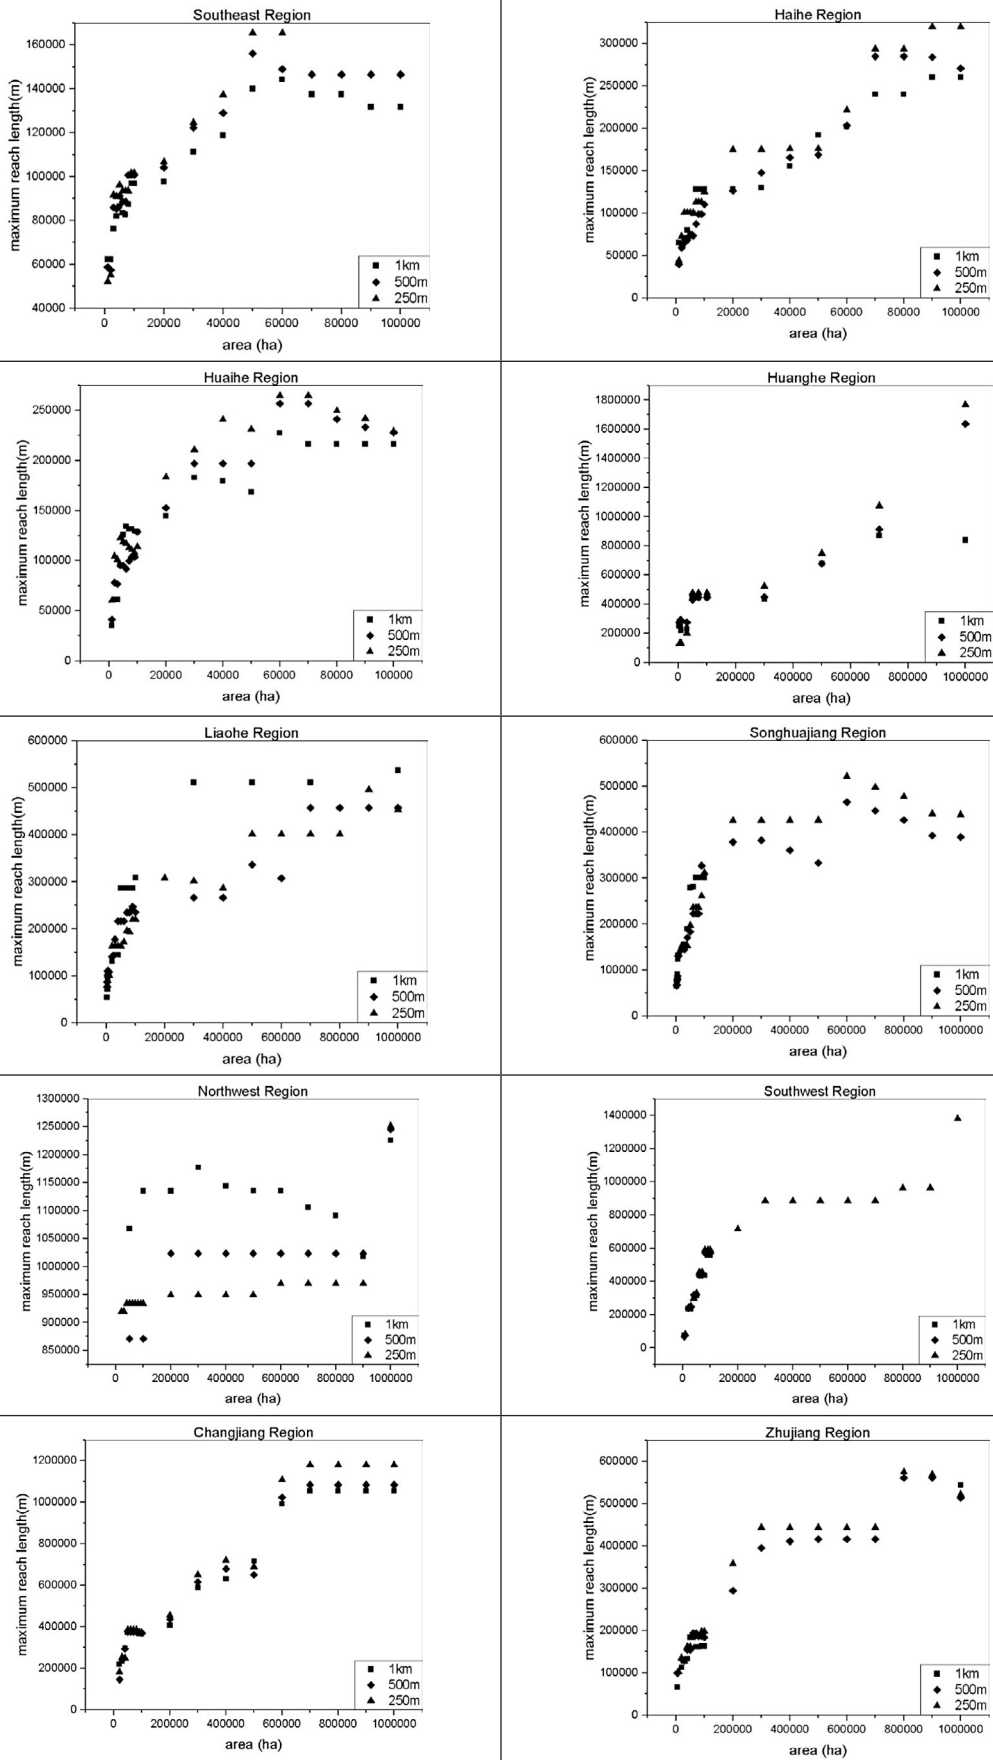 Southeast Region
maximum reach length(m)
160000
140000
120000
100000
80000
60000
40000
0 20000 40000 60000 80000 100000
area (ha)
1km
500m
250m
Haihe Region
maximum reach length(m)
300000
250000
200000
150000
100000
50000
0
0 20000 40000 60000 80000 100000
area (ha)
1km
500m
250m
Huaihe Region
maximum reach length(m)
250000
200000
150000
100000
50000
0
0 20000 40000 60000 80000 100000
area (ha)
1km
500m
250m
Huanghe Region
maximum reach length(m)
1800000
1600000
1400000
1200000
1000000
800000
600000
400000
200000
0
0 200000 400000 600000 800000 1000000
area (ha)
1km
500m
250m
Liaohe Region
maximum reach length(m)
600000
500000
400000
300000
200000
100000
0
0 200000 400000 600000 800000 1000000
area (ha)
1km
500m
250m
Songhuajiang Region
maximum reach length(m)
600000
500000
400000
300000
200000
100000
0
0 200000 400000 600000 800000 1000000
area (ha)
1km
500m
250m
Northwest Region
maximum reach length(m)
1300000
1250000
1200000
1150000
1100000
1050000
1000000
950000
900000
850000
0 200000 400000 600000 800000 1000000
area (ha)
1km
500m
250m
Southwest Region
maximum reach length(m)
1400000
1200000
1000000
800000
600000
400000
200000
0
0 200000 400000 600000 800000 1000000
area (ha)
1km
500m
250m
Changjiang Region
maximum reach length(m)
1200000
1000000
800000
600000
400000
200000
0
0 200000 400000 600000 800000 1000000
area (ha)
1km
500m
250m
Zhujiang Region
maximum reach length(m)
600000
500000
400000
300000
200000
100000
0
0 200000 400000 600000 800000 1000000
area (ha)
1km
500m
250m